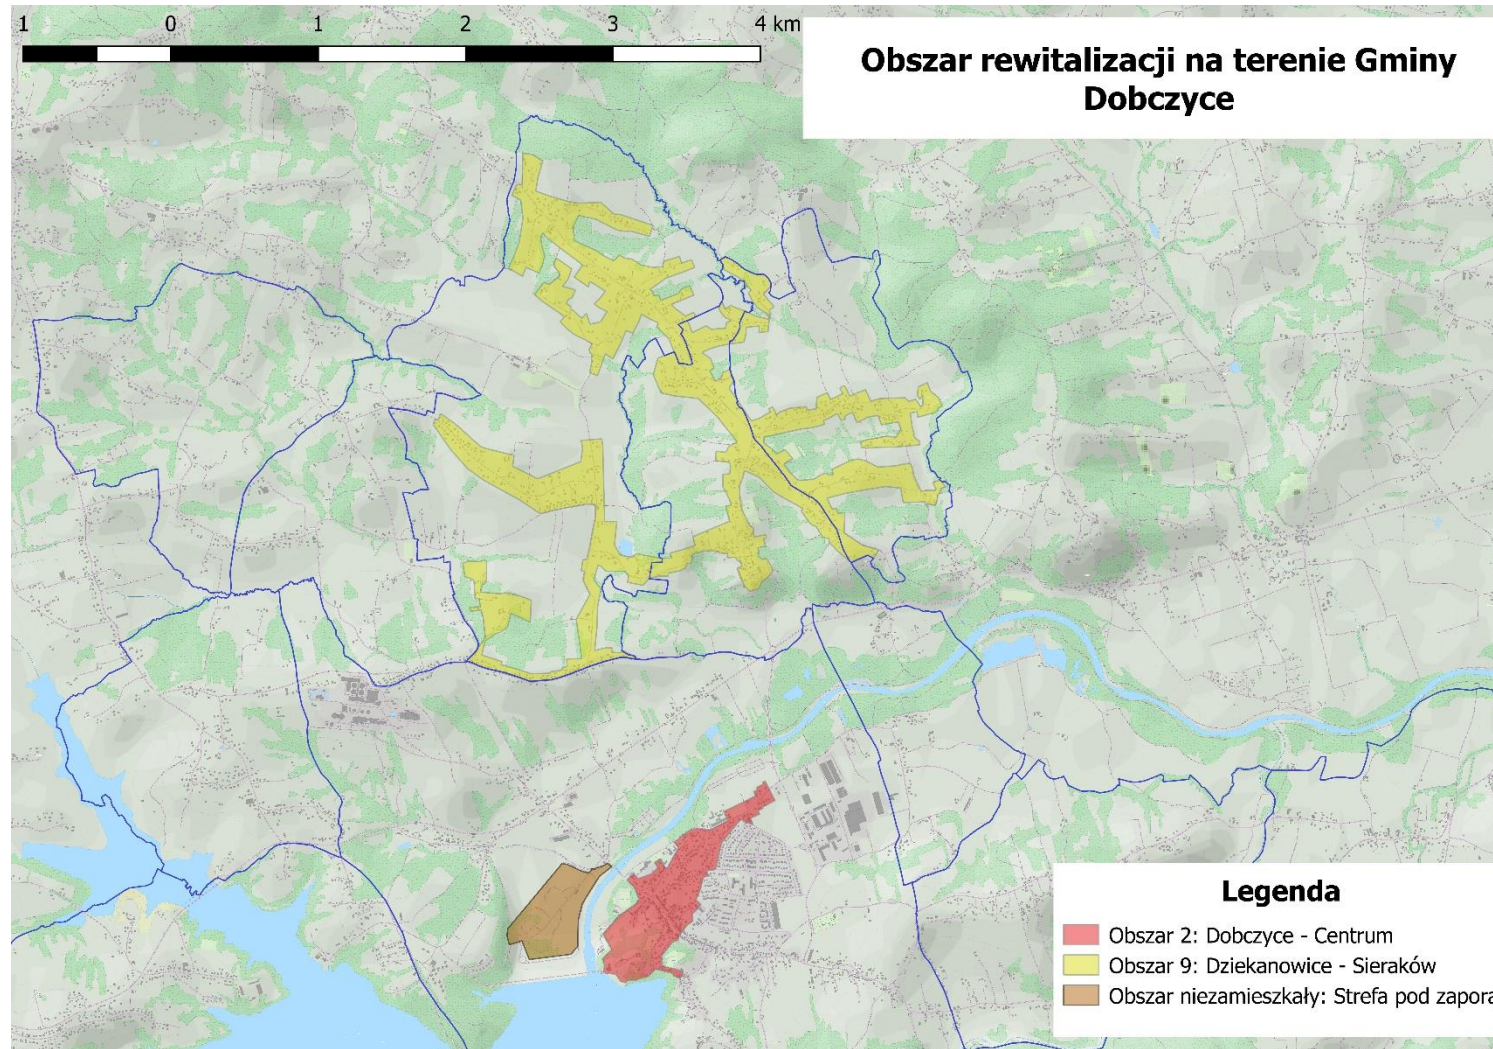 1 0 1 2 3 4 km
Obszar rewitalizacji na terenie Gminy
Dobczyce
Legenda
Obszar 2: Dobczyce - Centrum
Obszar 9: Dziekanowice - Sieraków
Obszar niezamieszkały: Strefa pod zapora